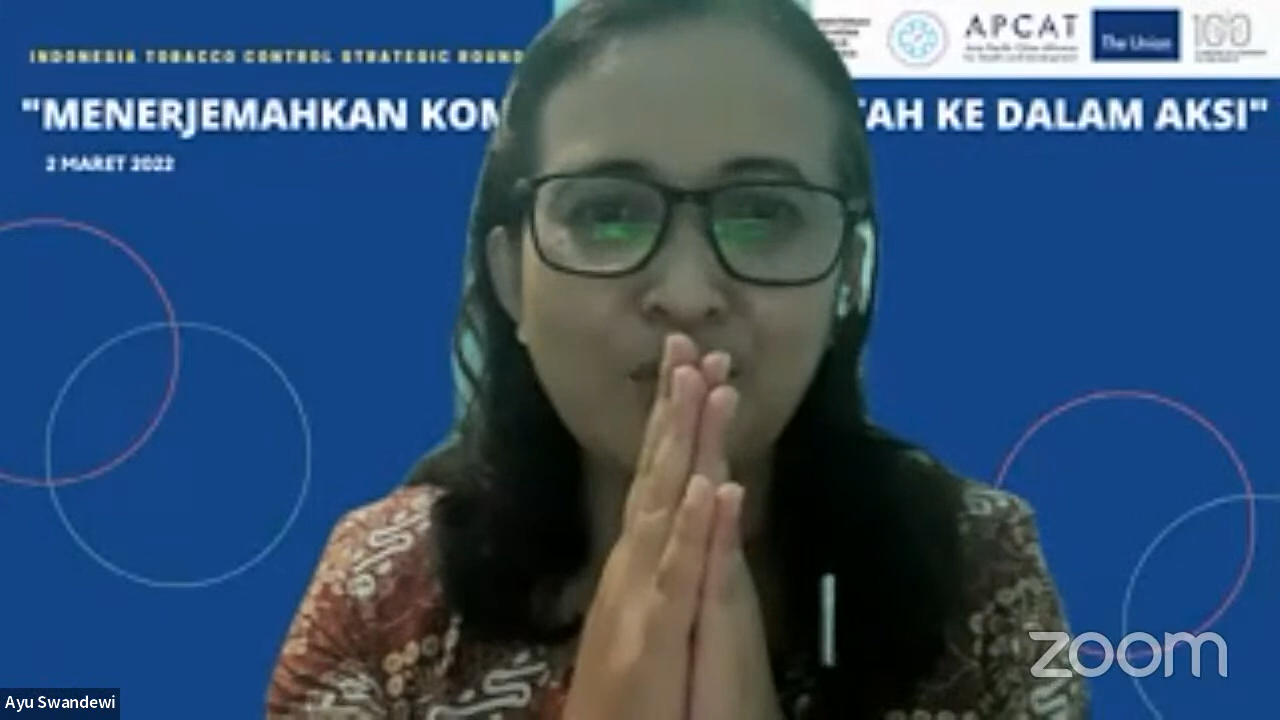 INDONESIA TOBACCO CONTROL STRATEGIC ROUND
APCAT
The Union
"MENERJEMAHKAN KOM TAH KE DALAM AKSI"
2 MARET 2022
zoom
Ayu Swandewi